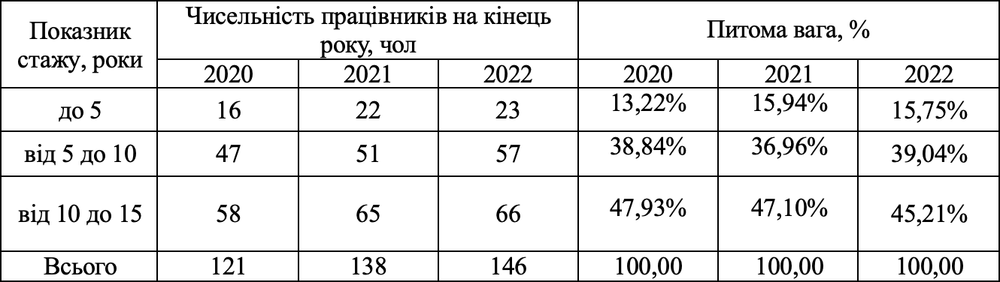 Показник стажу, роки Чисельність працівників на кінець року, чол Питома вага, %
2020 2021 2022 2020 2021 2022
до 5 16 22 23 13,22% 15,94% 15,75%
від 5 до 10 47 51 57 38,84% 36,96% 39,04%
від 10 до 15 58 65 66 47,93% 47,10% 45,21%
Всього 121 138 146 100,00 100,00 100,00